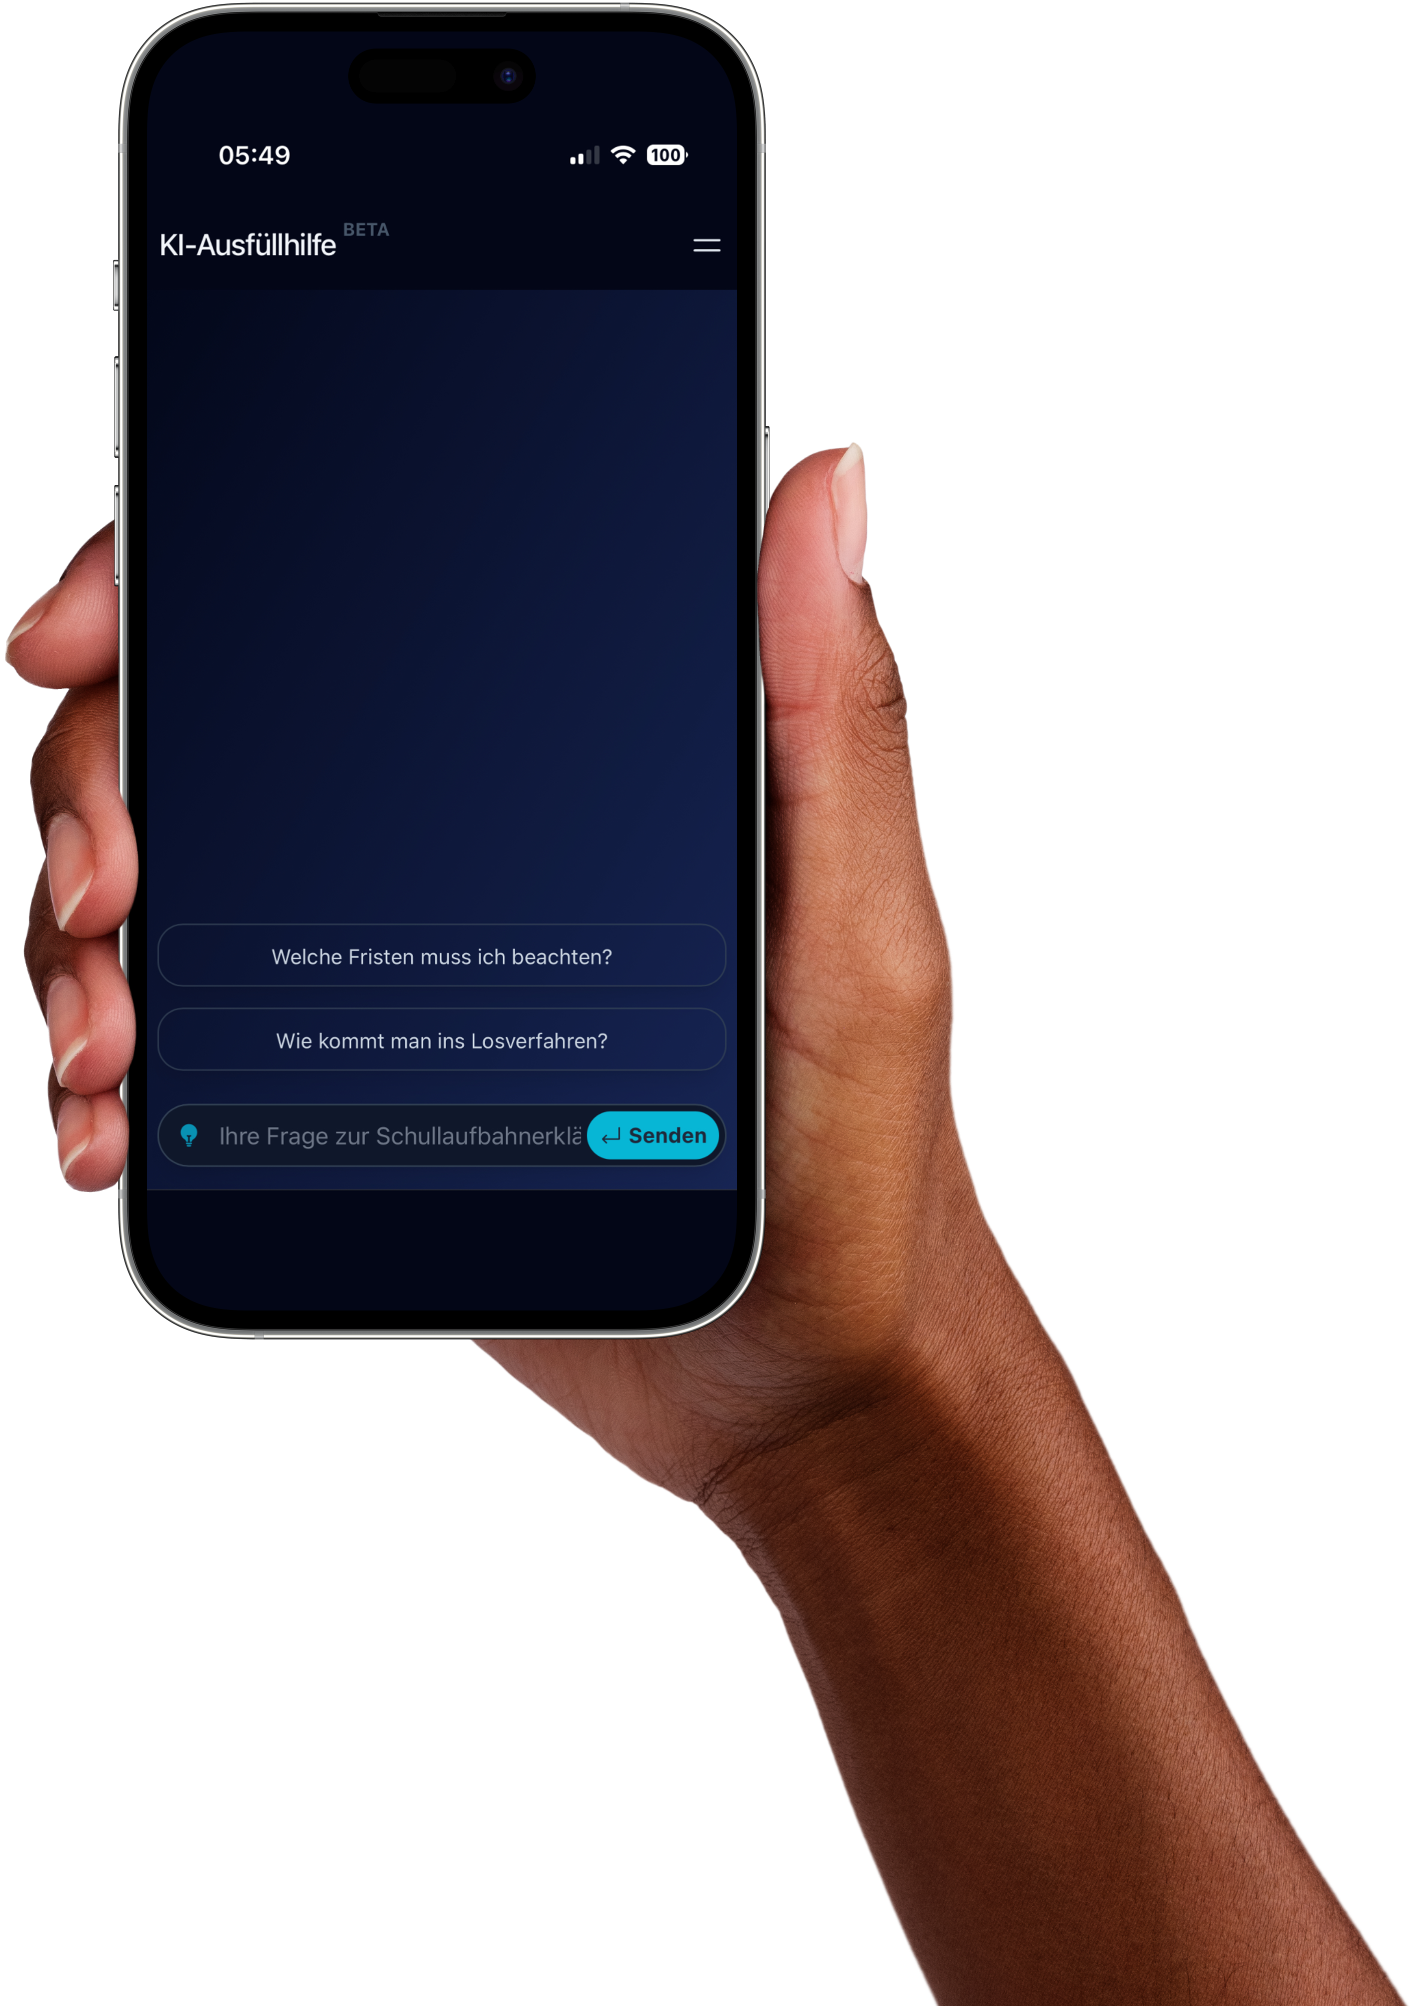 05:49
100
KI-Ausfüllhilfe BETA
Welche Fristen muss ich beachten?
Wie kommt man ins Losverfahren?
Ihre Frage zur Schullaufbahnerklä
Senden